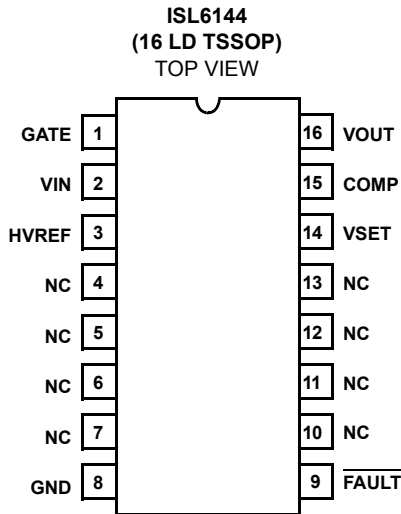 ISL6144
(16 LD TSSOP)
TOP VIEW
GATE 1 16 VOUT
VIN 2 15 COMP
HVREF 3 14 VSET
NC 4 13 NC
NC 5 12 NC
NC 6 11 NC
NC 7 10 NC
GND 8 9 FAULT